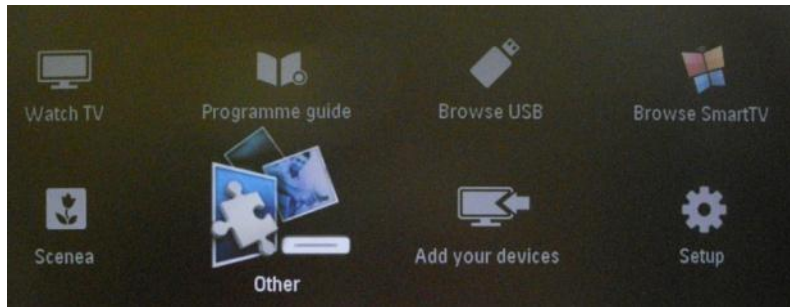 Watch TV
Programme guide
Browse USB
Browse SmartTV
Scenea
Other
Add your devices
Setup